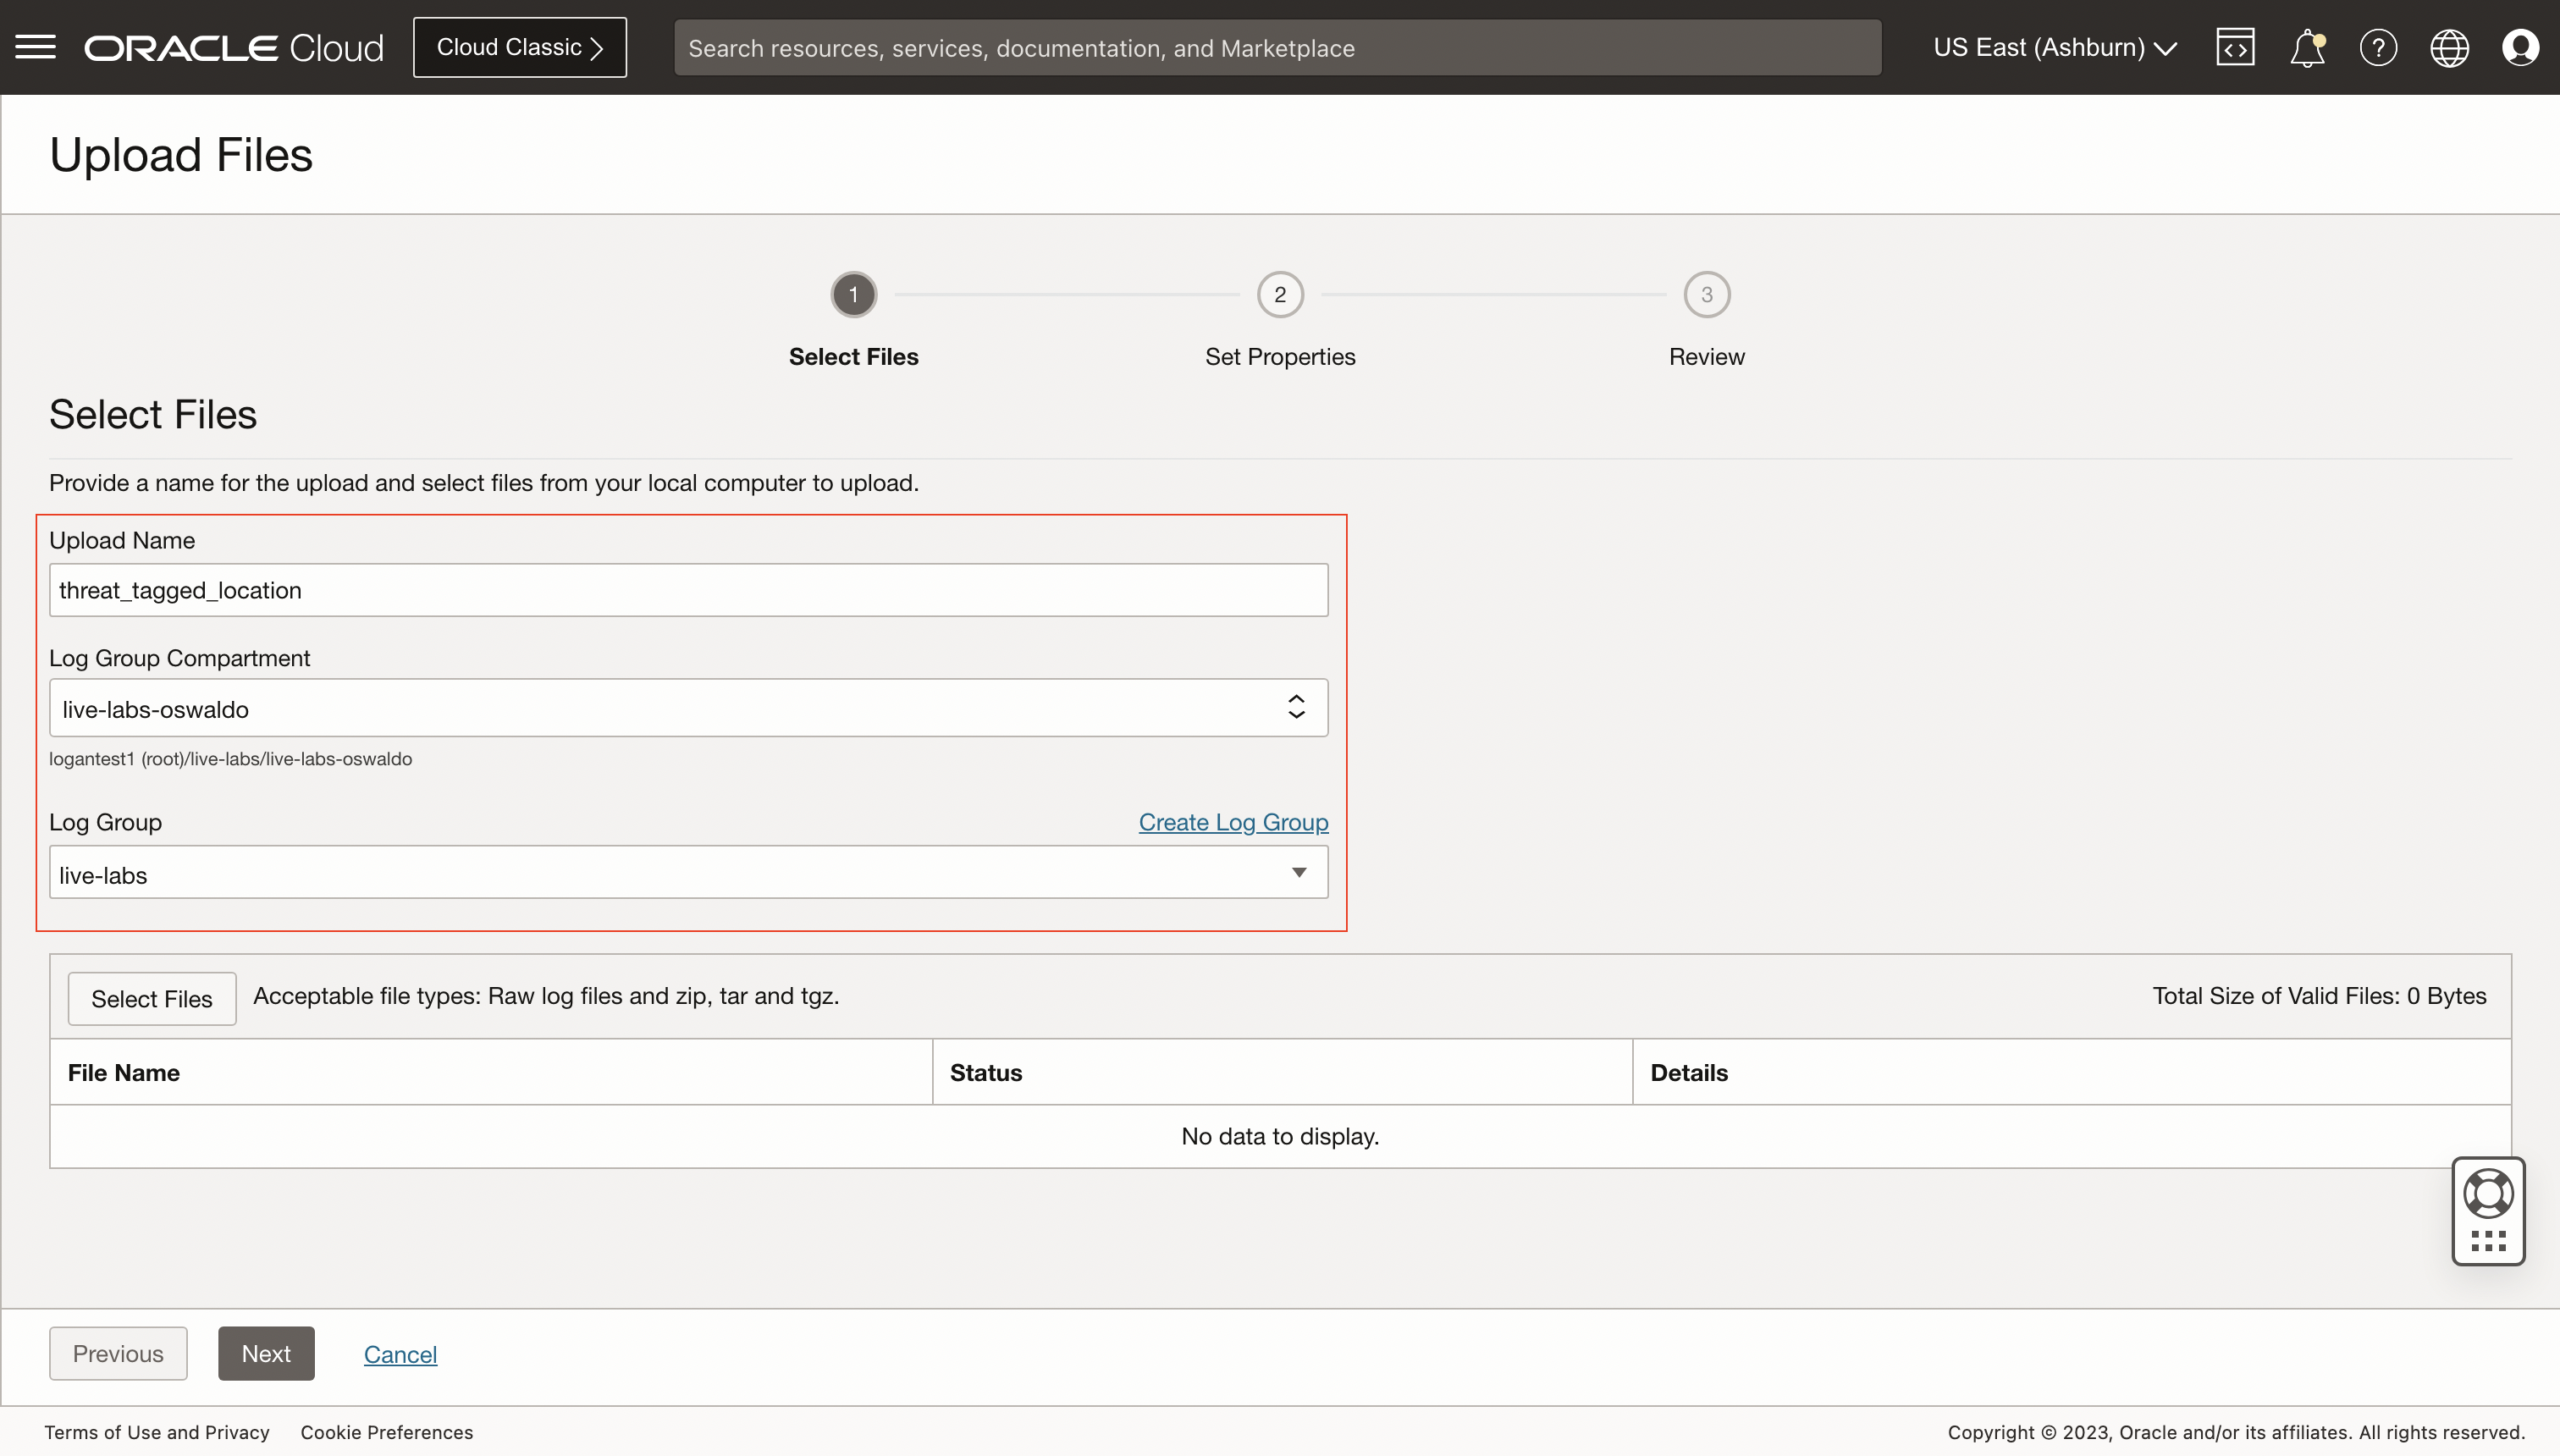 ORACLE Cloud
Cloud Classic
Search resources, services, documentation, and Marketplace
US East (Ashburn)
Upload Files
1
2
3
Select Files
Set Properties
Review
Select Files
Provide a name for the upload and select files from your local computer to upload.
Upload Name
threat_tagged_location
Log Group Compartment
live-labs-oswaldo
logantest1 (root)/live-labs/live-labs-oswaldo
Log Group
Create Log Group
live-labs
Select Files
Acceptable file types: Raw log files and zip, tar and tgz.
Total Size of Valid Files: 0 Bytes
File Name
Status
Details
No data to display.
Previous
Next
Cancel
Terms of Use and Privacy
Cookie Preferences
Copyright © 2023, Oracle and/or its affiliates. All rights reserved.